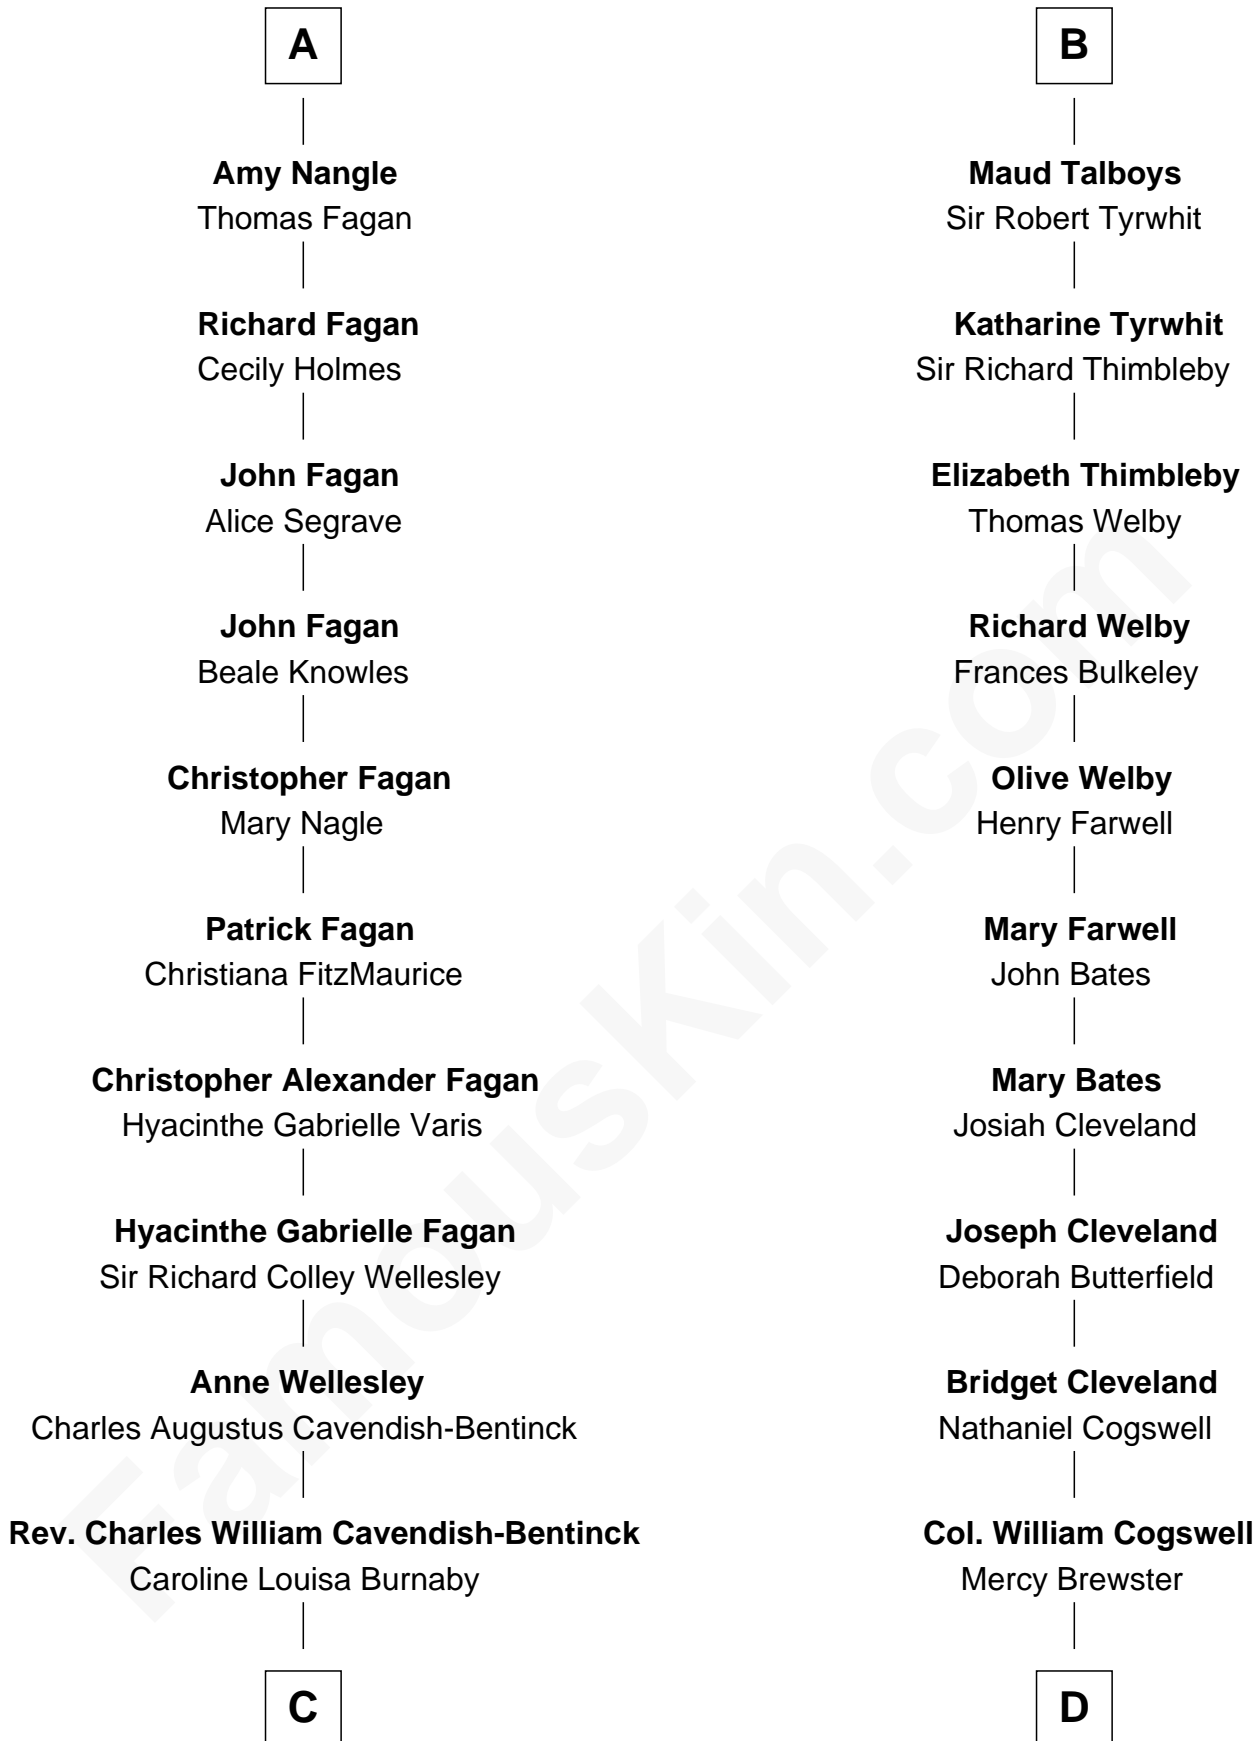 A
Amy Nangle
Thomas Fagan
Richard Fagan
Cecily Holmes
John Fagan
Alice Segrave
John Fagan
Beale Knowles
Christopher Fagan
Mary Nagle
Patrick Fagan
Christiana FitzMaurice
Christopher Alexander Fagan
Hyacinthe Gabrielle Varis
Hyacinthe Gabrielle Fagan
Sir Richard Colley Wellesley
Anne Wellesley
Charles Augustus Cavendish-Bentinck
Rev. Charles William Cavendish-Bentinck
Caroline Louisa Burnaby
C
B
Maud Talboys
Sir Robert Tyrwhit
Katharine Tyrwhit
Sir Richard Thimbleby
Elizabeth Thimbleby
Thomas Welby
Richard Welby
Frances Bulkeley
Olive Welby
Henry Farwell
Mary Farwell
John Bates
Mary Bates
Josiah Cleveland
Joseph Cleveland
Deborah Butterfield
Bridget Cleveland
Nathaniel Cogswell
Col. William Cogswell
Mercy Brewster
D
FamousKin.com